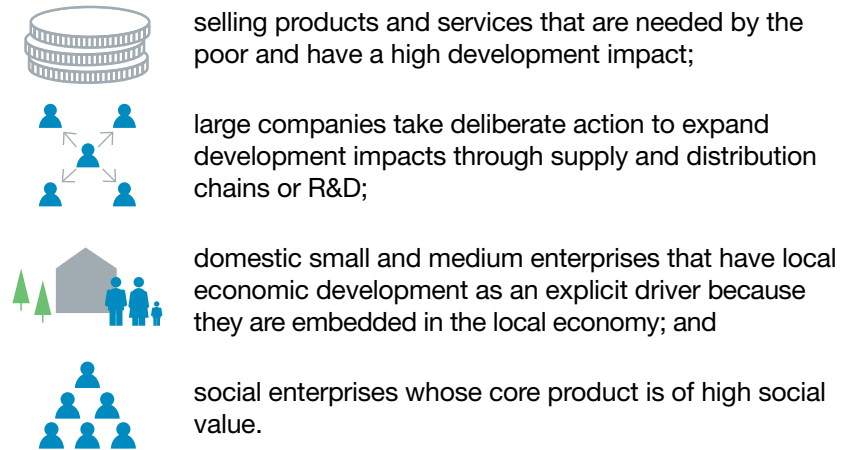 selling products and services that are needed by the
poor and have a high development impact;
large companies take deliberate action to expand
development impacts through supply and distribution
chains or R&D;
domestic small and medium enterprises that have local
economic development as an explicit driver because
they are embedded in the local economy; and
social enterprises whose core product is of high social
value.